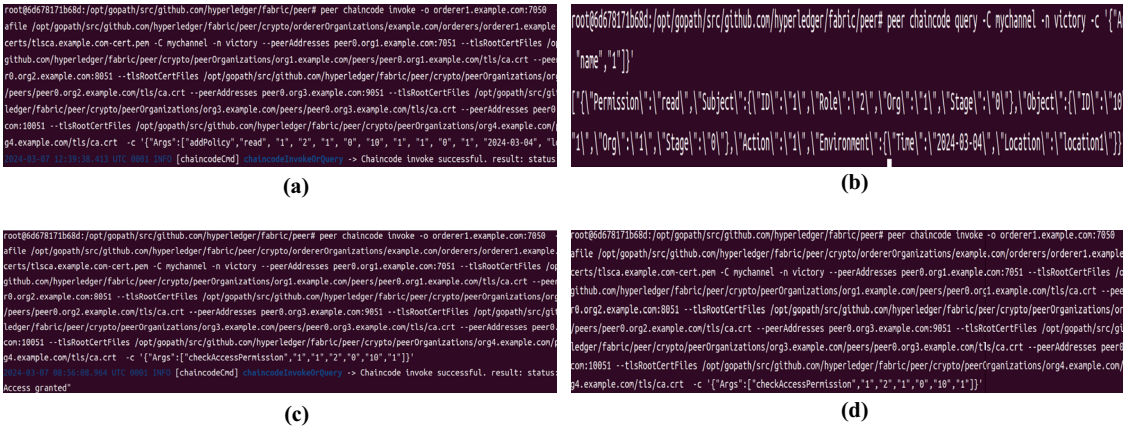 root@6d678171b68d:/opt/gopath/src/github.com/hyperledger/fabric/peer# peer chaincode invoke -o orderer1.example.com:7050
afile /opt/gopath/src/github.com/hyperledger/fabric/peer/crypto/ordererOrganizations/example.com/orderers/orderer1.example
certs/tlsca.example.com-cert.pem -C mychannel -n victory --peerAddresses peer0.org1.example.com:7051 --tlsRootCertFiles /op
github.com/hyperledger/fabric/peer/crypto/peerOrganizations/org1.example.com/peers/peer0.org1.example.com/tls/ca.crt --peer
r0.org2.example.com:8051 --tlsRootCertFiles /opt/gopath/src/github.com/hyperledger/fabric/peer/crypto/peerOrganizations/org
/peers/peer0.org2.example.com/tls/ca.crt --peerAddresses peer0.org3.example.com:9051 --tlsRootCertFiles /opt/gopath/src/git
ledger/fabric/peer/crypto/peerOrganizations/org3.example.com/peers/peer0.org3.example.com/tls/ca.crt --peerAddresses peer0.
com:10051 --tlsRootCertFiles /opt/gopath/src/github.com/hyperledger/fabric/peer/crypto/peerOrganizations/org4.example.com/p
g4.example.com/tls/ca.crt -c '{"Args":["addPolicy","read", "1", "2", "1", "0", "10", "1", "1", "0", "1", "2024-03-04", "lo
2024-03-07 12:39:38.413 UTC 0001 INFO [chaincodeCmd] chaincodeInvokeOrQuery -> Chaincode invoke successful. result: status
(a)
root@6d678171b68d:/opt/gopath/src/github.com/hyperledger/fabric/peer# peer chaincode query -C mychannel -n victory -c '{"A
"name","1"]}'
["{\"Permission\":\"read\",\"Subject\":{\"ID\":\"1\",\"Role\":\"2\",\"Org\":\"1\",\"Stage\":\"0\"},\"Object\":{\"ID\":\"10
"1\",\"Org\":\"1\",\"Stage\":\"0\"},\"Action\":\"1\",\"Environment\":{\"Time\":\"2024-03-04\",\"Location\":\"location1\"}}
(b)
root@6d678171b68d:/opt/gopath/src/github.com/hyperledger/fabric/peer# peer chaincode invoke -o orderer1.example.com:7050
afile /opt/gopath/src/github.com/hyperledger/fabric/peer/crypto/ordererOrganizations/example.com/orderers/orderer1.example.
certs/tlsca.example.com-cert.pem -C mychannel -n victory --peerAddresses peer0.org1.example.com:7051 --tlsRootCertFiles /op
github.com/hyperledger/fabric/peer/crypto/peerOrganizations/org1.example.com/peers/peer0.org1.example.com/tls/ca.crt --peer
r0.org2.example.com:8051 --tlsRootCertFiles /opt/gopath/src/github.com/hyperledger/fabric/peer/crypto/peerOrganizations/org
/peers/peer0.org2.example.com/tls/ca.crt --peerAddresses peer0.org3.example.com:9051 --tlsRootCertFiles /opt/gopath/src/git
ledger/fabric/peer/crypto/peerOrganizations/org3.example.com/peers/peer0.org3.example.com/tls/ca.crt --peerAddresses peer0.
com:10051 --tlsRootCertFiles /opt/gopath/src/github.com/hyperledger/fabric/peer/crypto/peerOrganizations/org4.example.com/p
g4.example.com/tls/ca.crt -c '{"Args":["checkAccessPermission","1","1","2","0","10","1"]}'
2024-03-07 08:56:08.964 UTC 0001 INFO [chaincodeCmd] chaincodeInvokeOrQuery -> Chaincode invoke successful. result: status:
Access granted"
(c)
root@6d678171b68d:/opt/gopath/src/github.com/hyperledger/fabric/peer# peer chaincode invoke -o orderer1.example.com:7050
afile /opt/gopath/src/github.com/hyperledger/fabric/peer/crypto/ordererOrganizations/example.com/orderers/orderer1.examp
certs/tlsca.example.com-cert.pem -C mychannel -n victory --peerAddresses peer0.org1.example.com:7051 --tlsRootCertFiles /o
github.com/hyperledger/fabric/peer/crypto/peerOrganizations/org1.example.com/peers/peer0.org1.example.com/tls/ca.crt --pee
r0.org2.example.com:8051 --tlsRootCertFiles /opt/gopath/src/github.com/hyperledger/fabric/peer/crypto/peerOrganizations/or
/peers/peer0.org2.example.com/tls/ca.crt --peerAddresses peer0.org3.example.com:9051 --tlsRootCertFiles /opt/gopath/src/gi
ledger/fabric/peer/crypto/peerOrganizations/org3.example.com/peers/peer0.org3.example.com/tls/ca.crt --peerAddresses peer0
com:10051 --tlsRootCertFiles /opt/gopath/src/github.com/hyperledger/fabric/peer/crypto/peerOrganizations/org4.example.com/
g4.example.com/tls/ca.crt -c '{"Args":["checkAccessPermission","1","2","1","0","10","1"]}'
(d)